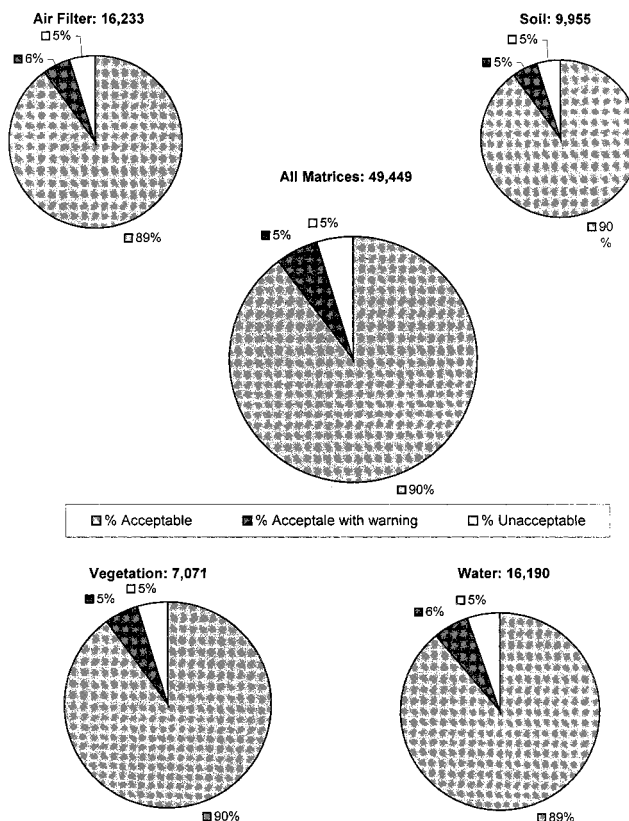 Air Filter: 16,233
5%
6%
89%
Soil: 9,955
5%
5%
90
%
All Matrices: 49,449
5%
5%
90%
% Acceptable % Acceptale with warning % Unacceptable
Vegetation: 7,071
5%
5%
90%
Water: 16,190
5%
6%
89%